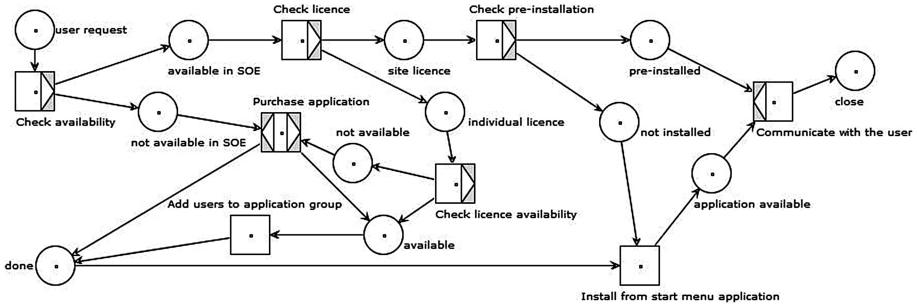 Check licence
Check pre-installation
user request
available in SOE
site licence
pre-installed
Check availability
Purchase application
close
not available in SOE
not available
individual licence
not installed
Communicate with the user
Add users to application group
Check licence availability
application available
available
done
Install from start menu application